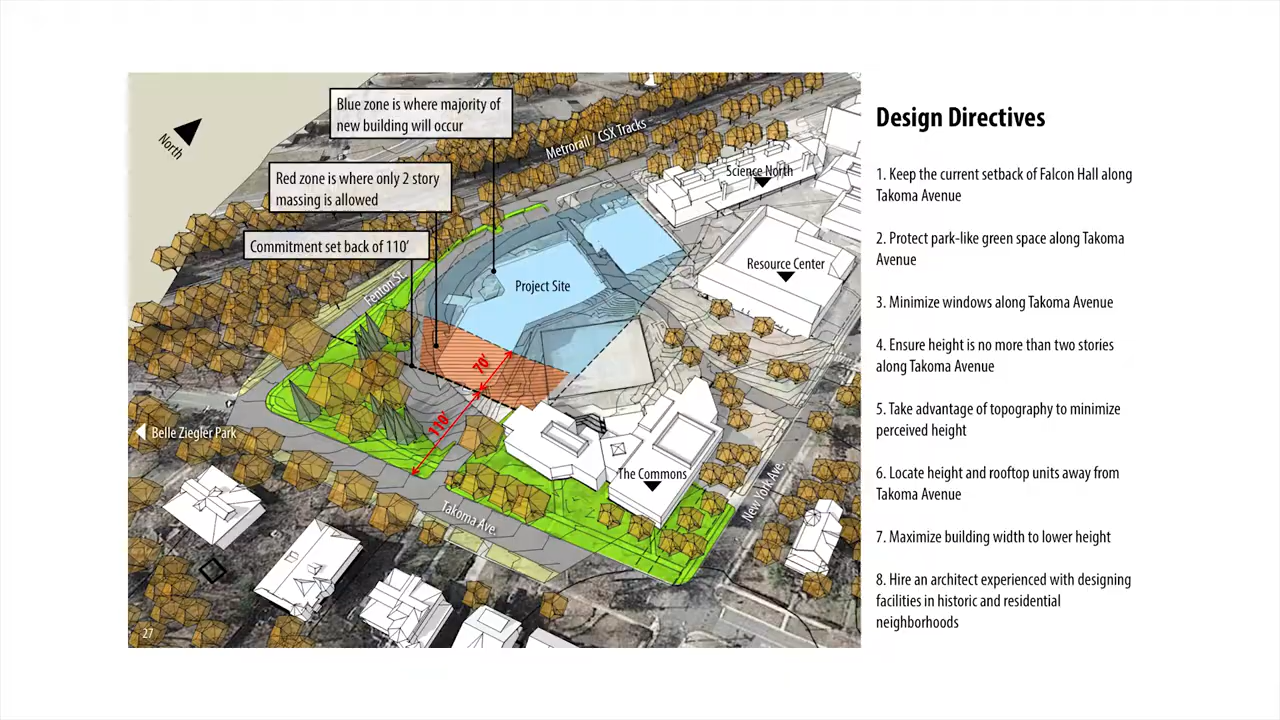 Blue zone is where majority of
new building will occur
North
Metrorail / CSX Tracks
Science North
Red zone is where only 2 story
massing is allowed
Commitment set back of 110'
Resource Center
Fenton St.
Project Site
70'
110'
Belle Ziegler Park
The Commons
New York Ave.
Takoma Ave.
27
Design Directives
1. Keep the current setback of Falcon Hall along
Takoma Avenue
2. Protect park-like green space along Takoma
Avenue
3. Minimize windows along Takoma Avenue
4. Ensure height is no more than two stories
along Takoma Avenue
5. Take advantage of topography to minimize
perceived height
6. Locate height and rooftop units away from
Takoma Avenue
7. Maximize building width to lower height
8. Hire an architect experienced with designing
facilities in historic and residential
neighborhoods